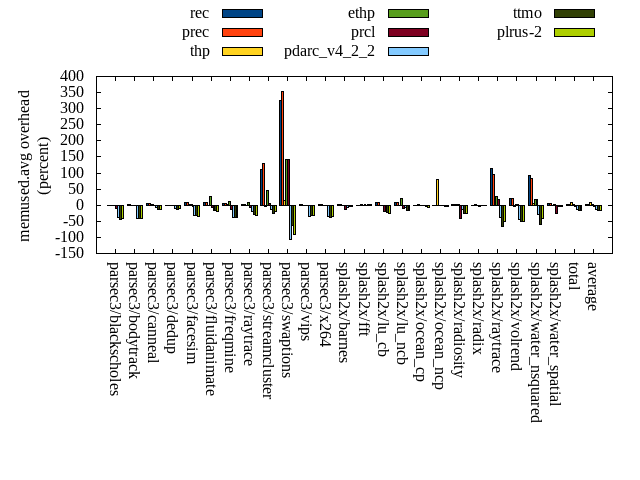 rec
prec
thp
ethp
prcl
pdarc_v4_2_2
ttmo
plrus-2
memused.avg overhead
(percent)
400
350
300
250
200
150
100
50
0
-50
-100
-150
parsec3/blackscholes
parsec3/bodytrack
parsec3/canneal
parsec3/dedup
parsec3/facesim
parsec3/fluidanimate
parsec3/freqmine
parsec3/raytrace
parsec3/streamcluster
parsec3/swaptions
parsec3/vips
parsec3/x264
splash2x/barnes
splash2x/fft
splash2x/lu_cb
splash2x/lu_ncb
splash2x/ocean_cp
splash2x/ocean_ncp
splash2x/radiosity
splash2x/radix
splash2x/raytrace
splash2x/volrend
splash2x/water_nsquared
splash2x/water_spatial
total
average